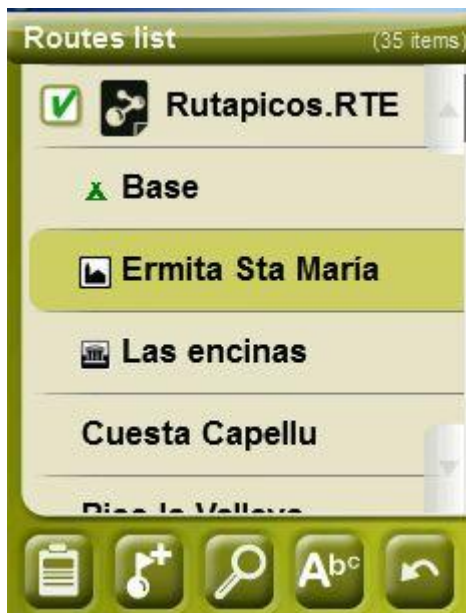 Routes list (35 items)
Rutapicos.RTE
Base
Ermita Sta María
Las encinas
Cuesta Capellu
Abc